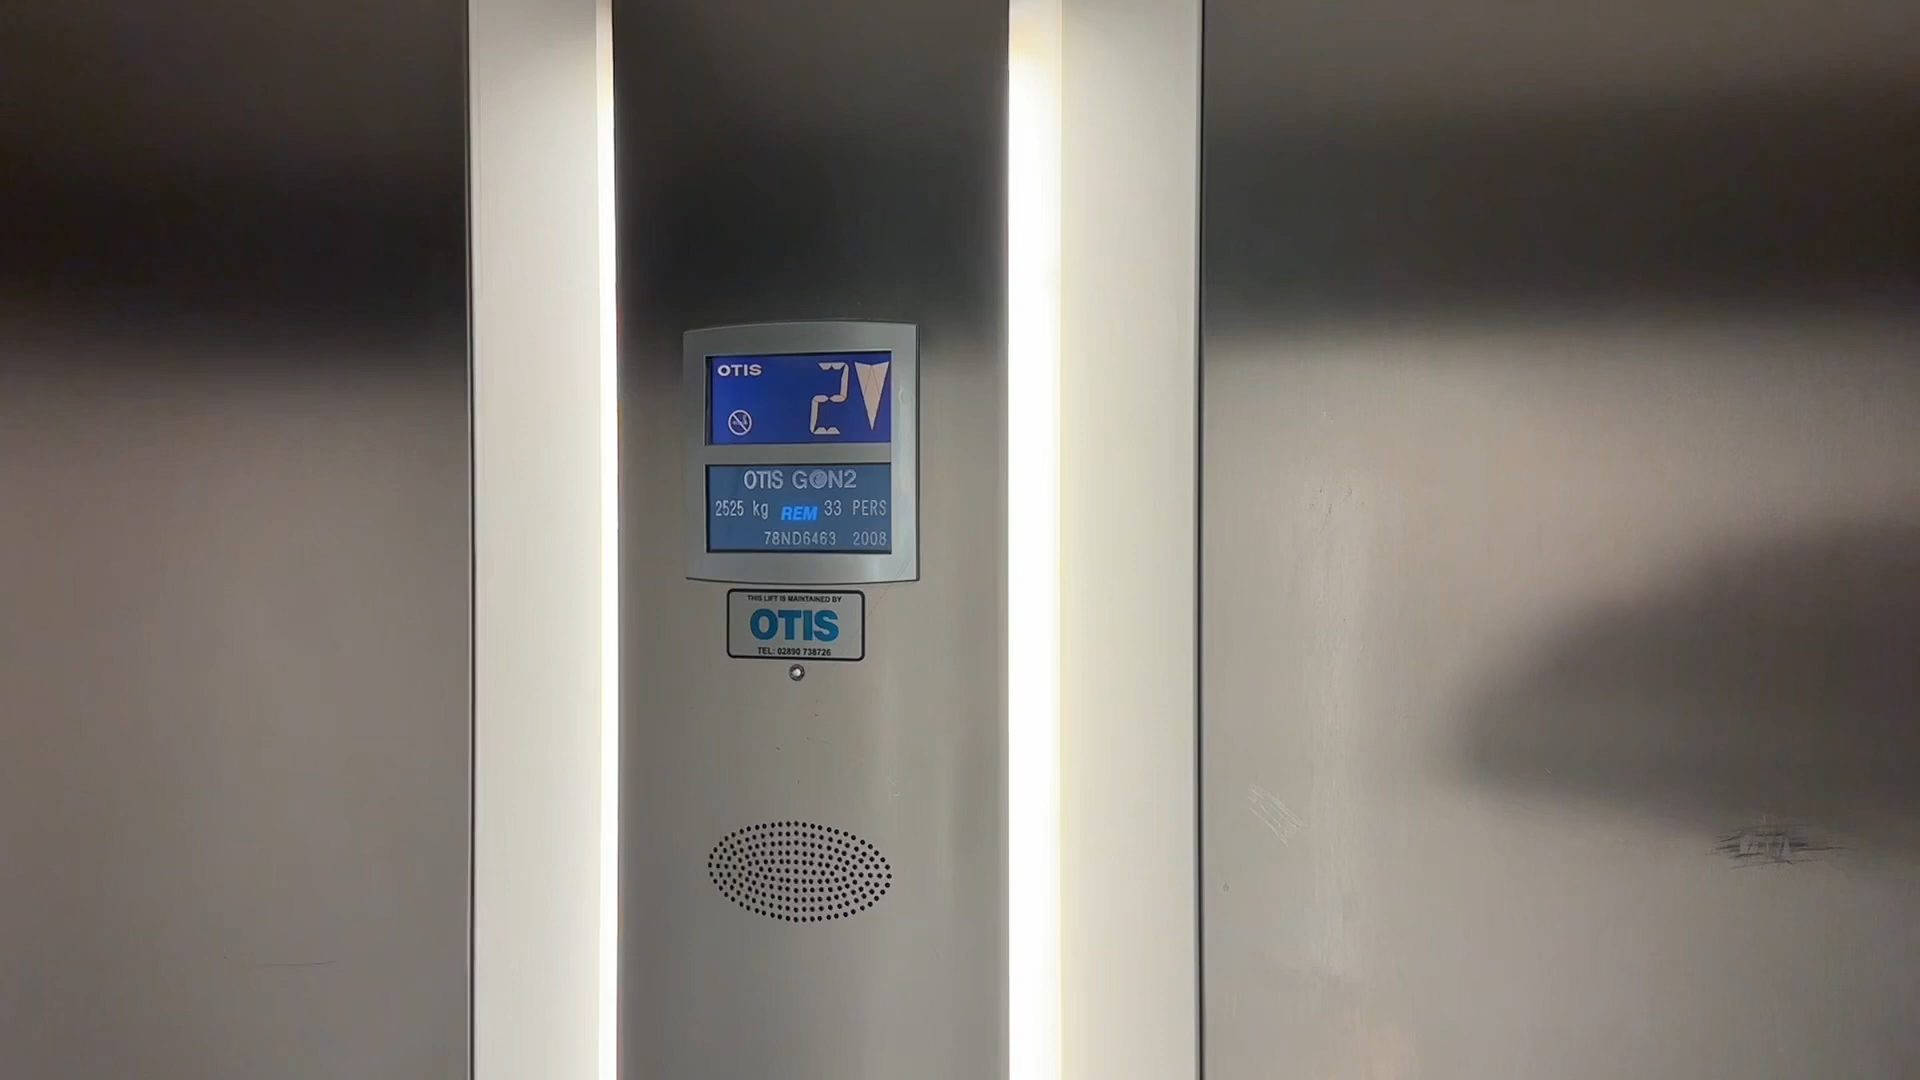 OTIS
2
OTIS GEN2
2525 kg REM 33 PERS
78ND6463 2008
THIS LIFT IS MAINTAINED BY
OTIS
TEL: 02890 738726